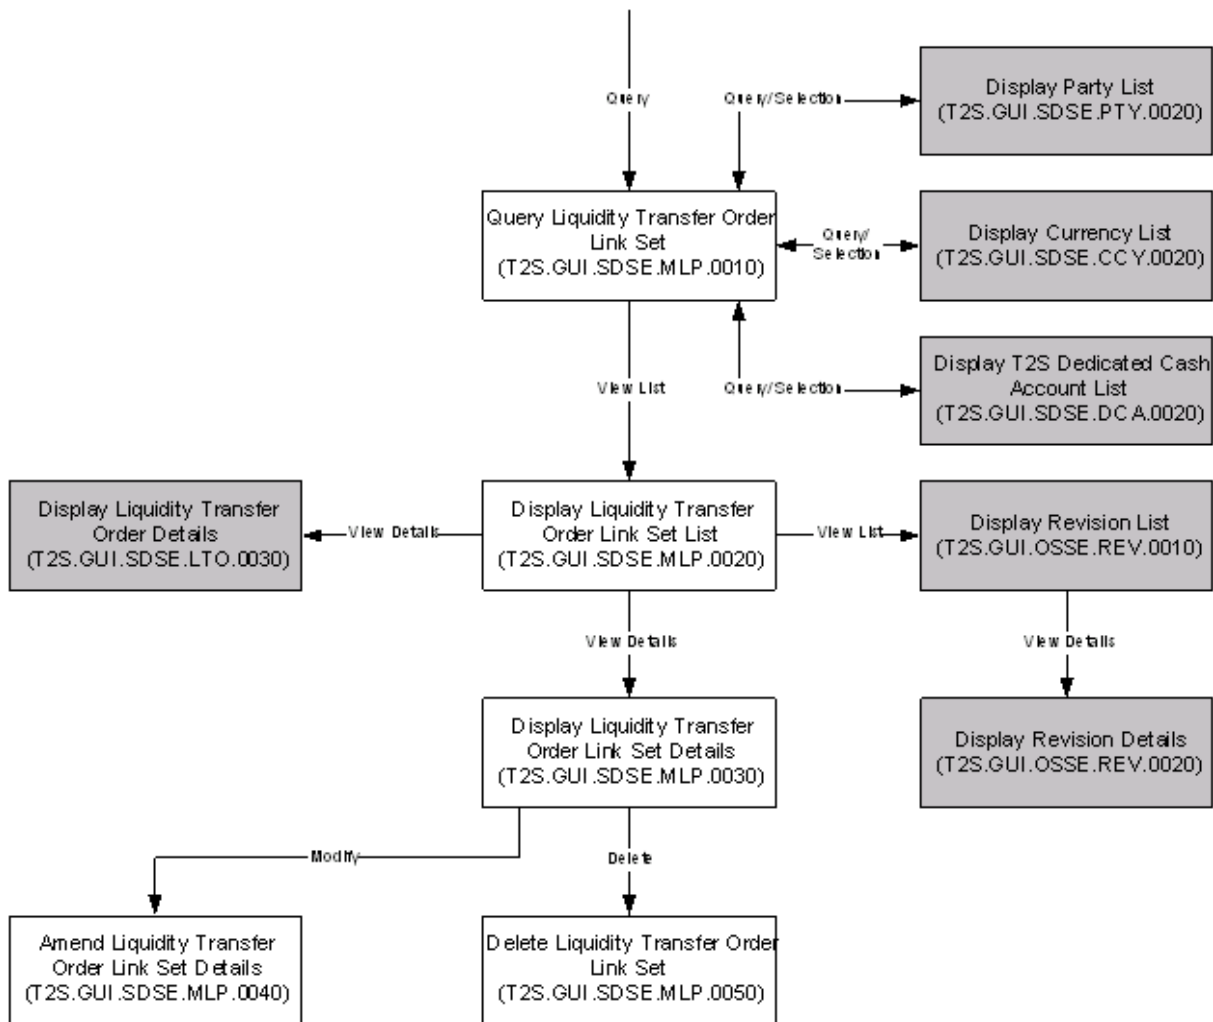 Display Party List
(T2S.GUI.SDSE.PTY.0020)
Query
Query/Selection
Query Liquidity Transfer Order
Link Set
(T2S.GUI.SDSE.MLP.0010)
Query/
Selection
Display Currency List
(T2S.GUI.SDSE.CCY.0020)
View List
Query/Selection
Display T2S Dedicated Cash
Account List
(T2S.GUI.SDSE.DCA.0020)
Display Liquidity Transfer
Order Details
(T2S.GUI.SDSE.LTO.0030)
View Details
Display Liquidity Transfer
Order Link Set List
(T2S.GUI.SDSE.MLP.0020)
View List
Display Revision List
(T2S.GUI.OSSE.REV.0010)
View Details
View Details
Display Liquidity Transfer
Order Link Set Details
(T2S.GUI.SDSE.MLP.0030)
Display Revision Details
(T2S.GUI.OSSE.REV.0020)
Modify
Delete
Amend Liquidity Transfer
Order Link Set Details
(T2S.GUI.SDSE.MLP.0040)
Delete Liquidity Transfer Order
Link Set
(T2S.GUI.SDSE.MLP.0050)